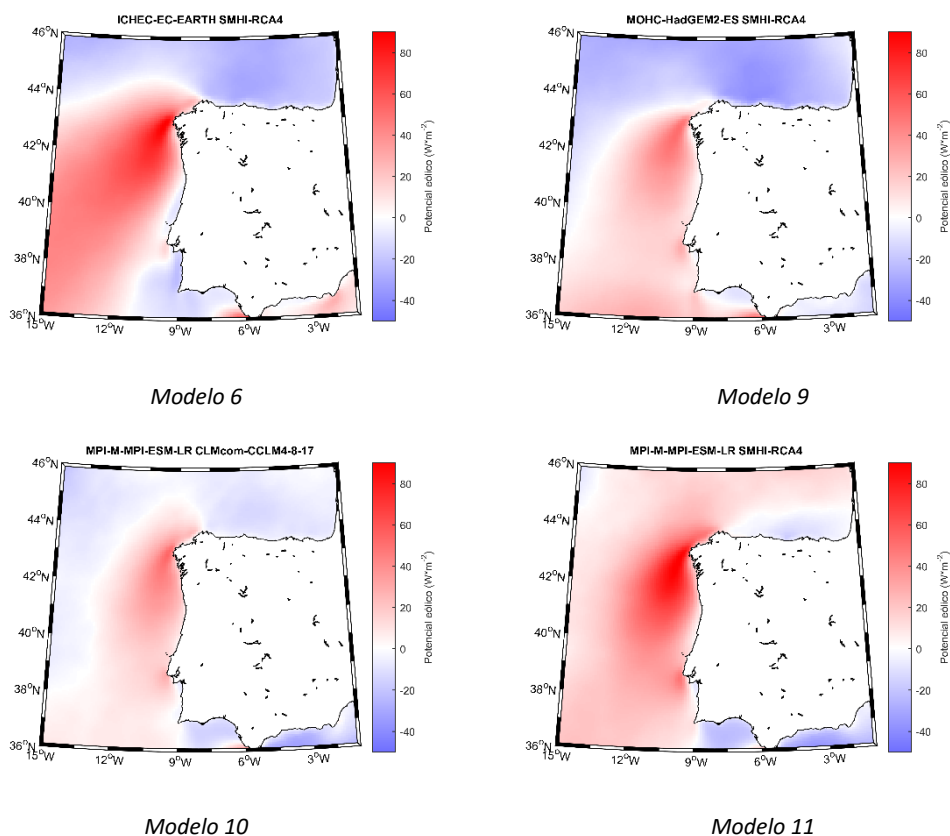 ICHEC-EC-EARTH SMHI-RCA4
46°N
44°N
42°N
40°N
38°N
36°N
15°W
12°W
9°W
6°W
3°W
80
60
40
20
0
-20
-40
Potencial eólico (W*m⁻²)
Modelo 6
MOHC-HadGEM2-ES SMHI-RCA4
46°N
44°N
42°N
40°N
38°N
36°N
15°W
12°W
9°W
6°W
3°W
80
60
40
20
0
-20
-40
Potencial eólico (W*m⁻²)
Modelo 9
MPI-M-MPI-ESM-LR CLMcom-CCLM4-8-17
46°N
44°N
42°N
40°N
38°N
36°N
15°W
12°W
9°W
6°W
3°W
80
60
40
20
0
-20
-40
Potencial eólico (W*m⁻²)
Modelo 10
MPI-M-MPI-ESM-LR SMHI-RCA4
46°N
44°N
42°N
40°N
38°N
36°N
15°W
12°W
9°W
6°W
3°W
80
60
40
20
0
-20
-40
Potencial eólico (W*m⁻²)
Modelo 11